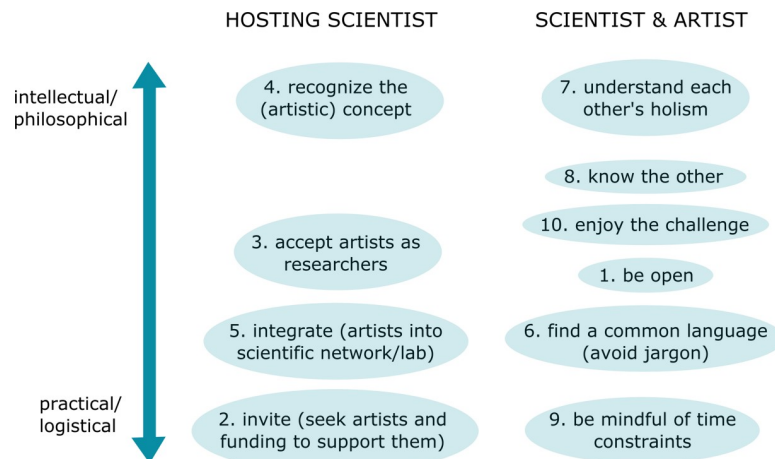 HOSTING SCIENTIST
SCIENTIST & ARTIST
intellectual/
philosophical
4. recognize the
(artistic) concept
7. understand each
other's holism
8. know the other
10. enjoy the challenge
3. accept artists as
researchers
1. be open
5. integrate (artists into
scientific network/lab)
6. find a common language
(avoid jargon)
practical/
logistical
2. invite (seek artists and
funding to support them)
9. be mindful of time
constraints